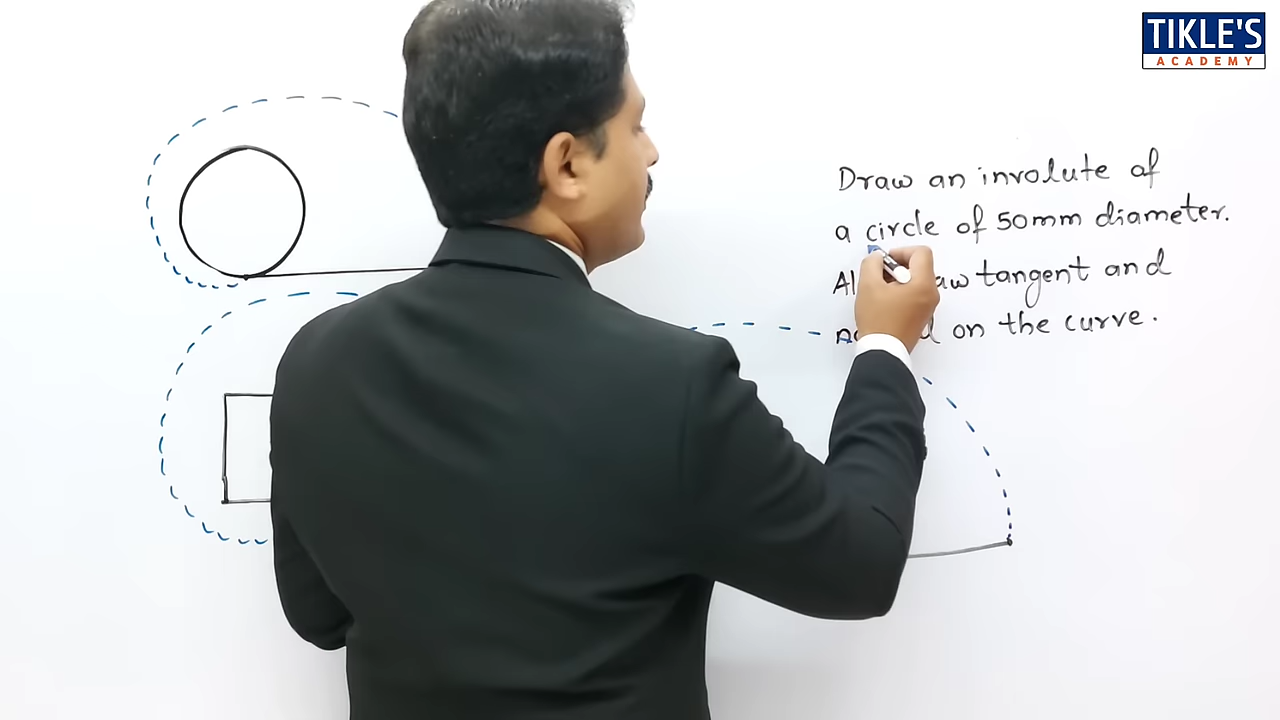 TIKLE'S
ACADEMY
Draw an involute of
a circle of 50mm diameter.
tangent and
on the curve.